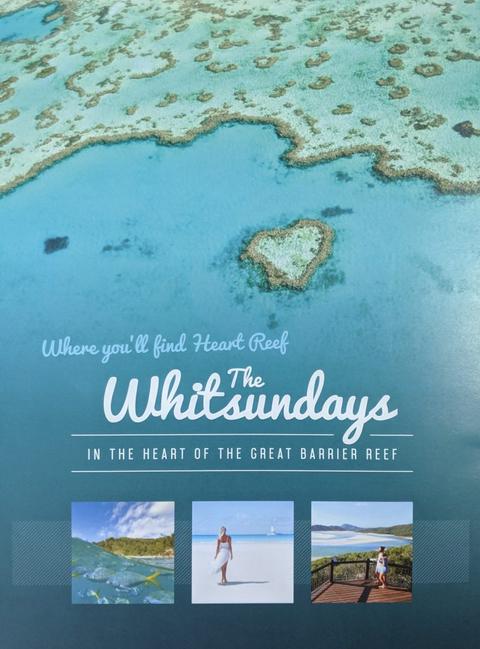 Where you'll find Heart Reef
The
Whitsundays
IN THE HEART OF THE GREAT BARRIER REEF